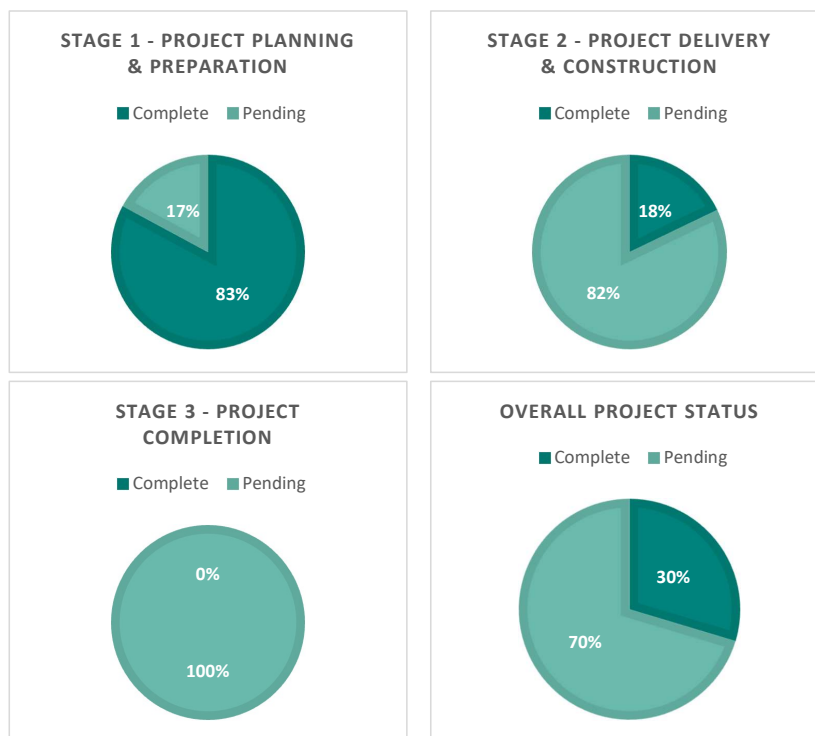 STAGE 1 - PROJECT PLANNING
& PREPARATION
Complete Pending
17%
83%
STAGE 2 - PROJECT DELIVERY
& CONSTRUCTION
Complete Pending
18%
82%
STAGE 3 - PROJECT
COMPLETION
Complete Pending
0%
100%
OVERALL PROJECT STATUS
Complete Pending
30%
70%